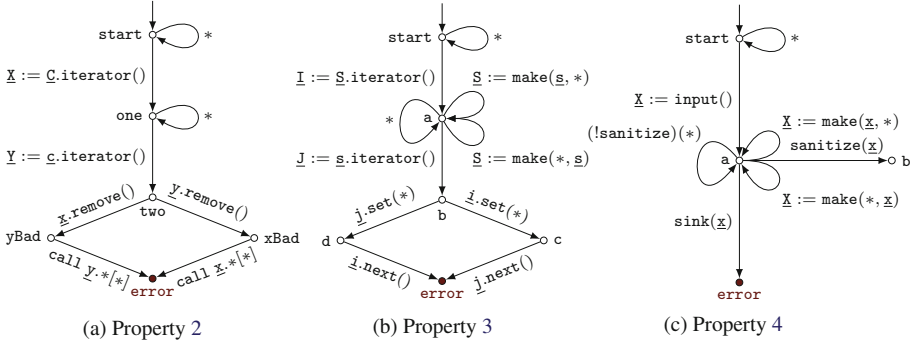 start
*
X := C.iterator()
one
*
Y := c.iterator()
x.remove()
y.remove()
two
yBad
xBad
call y.*[*]
call x.*[*]
error
(a) Property 2
start
*
I := S.iterator()
S := make(s, *)
*
a
J := s.iterator()
S := make(*, s)
j.set(*)
i.set(*)
b
d
c
i.next()
j.next()
error
(b) Property 3
start
*
X := input()
(!sanitize)(*)
X := make(x, *)
sanitize(x)
a
b
X := make(*, x)
sink(x)
error
(c) Property 4